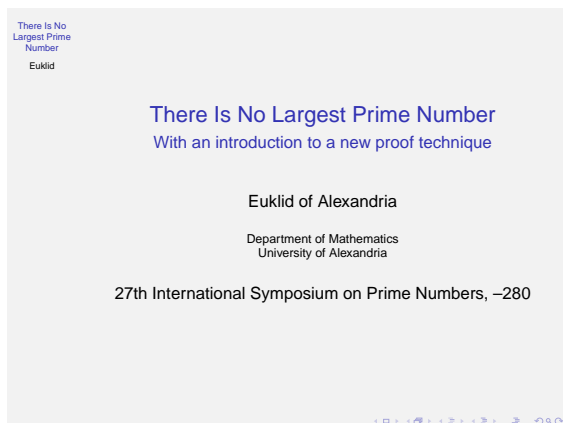 There Is No
Largest Prime
Number
Euklid
There Is No Largest Prime Number
With an introduction to a new proof technique
Euklid of Alexandria
Department of Mathematics
University of Alexandria
27th International Symposium on Prime Numbers, –280